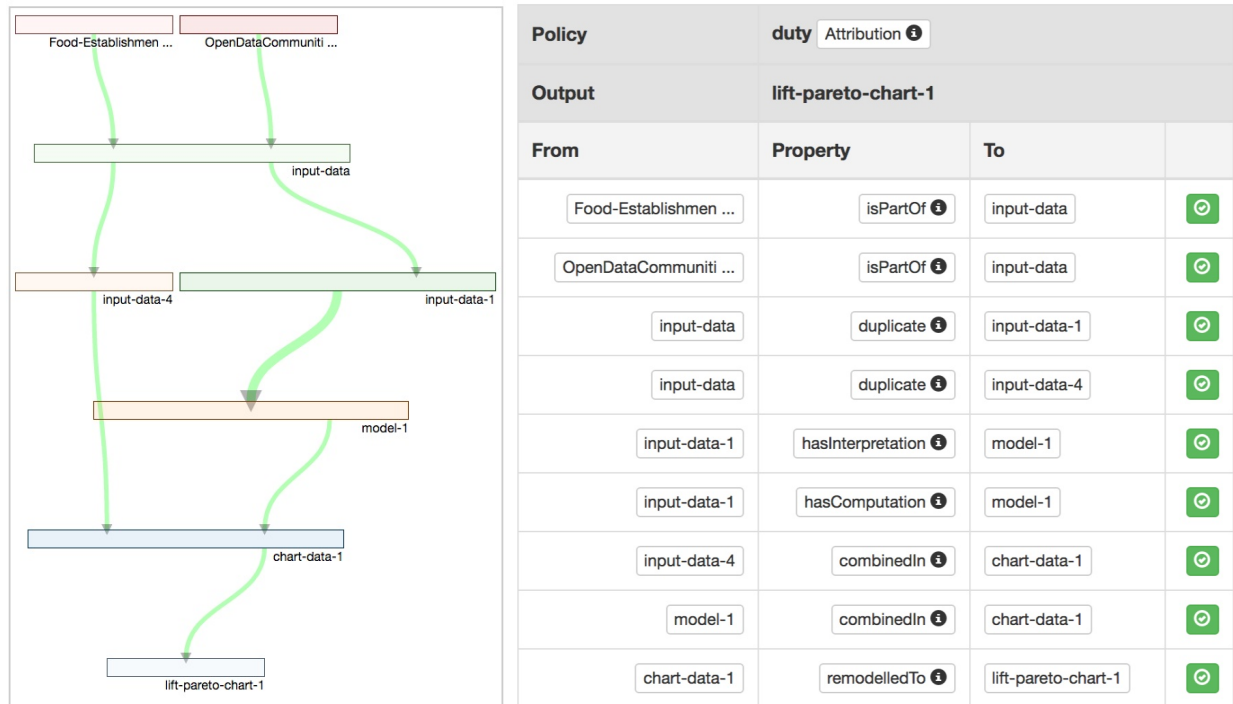 Food-Establishmen ...
OpenDataCommuniti ...
input-data
input-data-4
input-data-1
model-1
chart-data-1
lift-pareto-chart-1
Policy duty Attribution
Output lift-pareto-chart-1
From Property To
Food-Establishmen ... isPartOf input-data
OpenDataCommuniti ... isPartOf input-data
input-data duplicate input-data-1
input-data duplicate input-data-4
input-data-1 hasInterpretation model-1
input-data-1 hasComputation model-1
input-data-4 combinedIn chart-data-1
model-1 combinedIn chart-data-1
chart-data-1 remodelledTo lift-pareto-chart-1